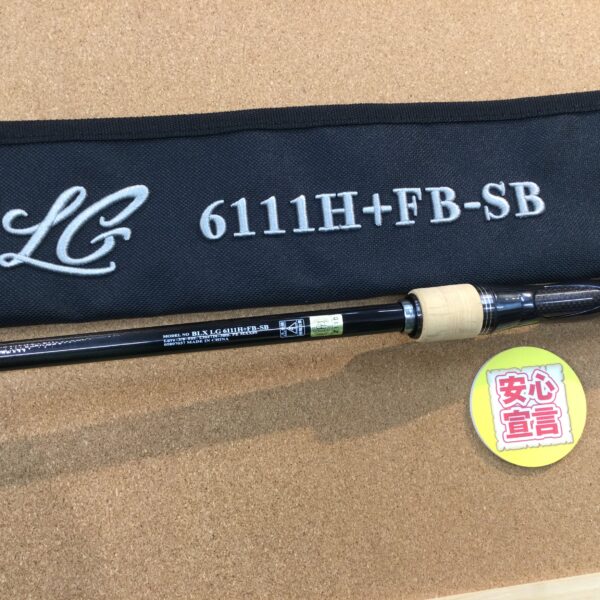 LG
6111H+FB-SB
MODEL NO BLX LG 6111H+FB-SB
MADE IN CHINA
安心
宣言